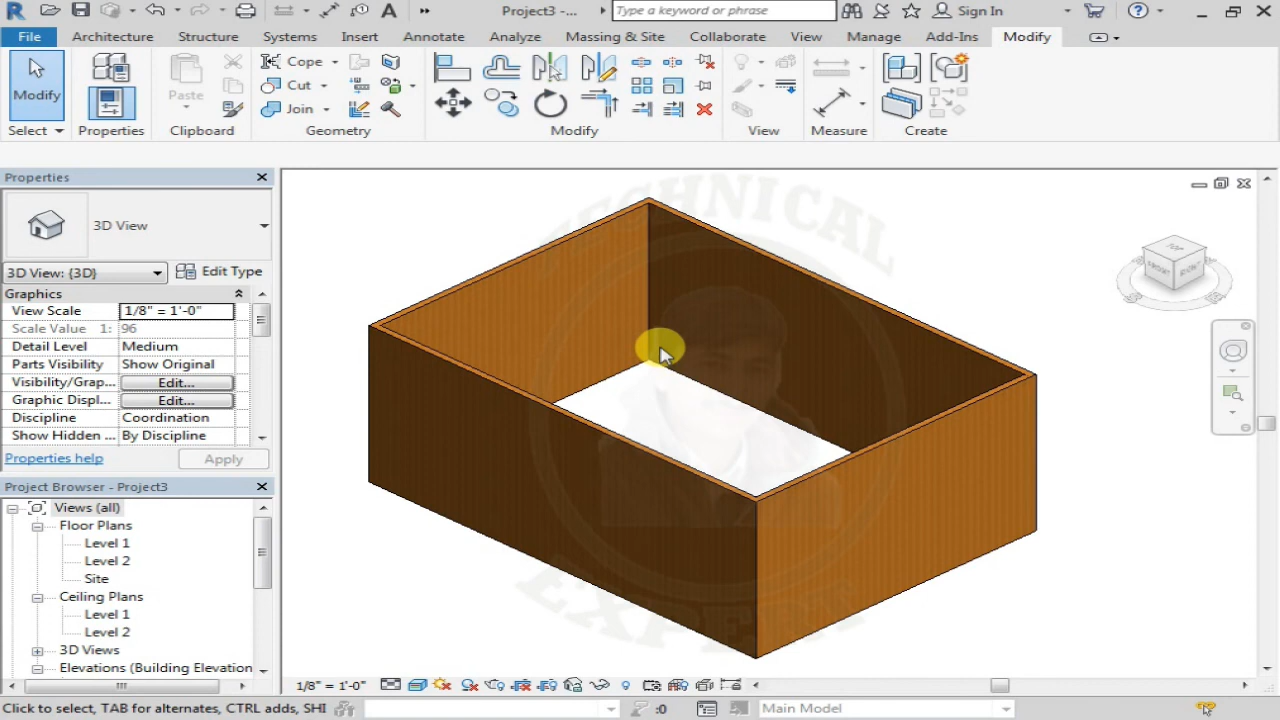 Project3 -...
Type a keyword or phrase
Sign In
File Architecture Structure Systems Insert Annotate Analyze Massing & Site Collaborate View Manage Add-Ins Modify
Modify
Paste
Cope
Cut
Join
Select Properties Clipboard Geometry Modify View Measure Create
Properties
3D View
3D View: {3D} Edit Type
Graphics
View Scale 1/8" = 1'-0"
Scale Value 1: 96
Detail Level Medium
Parts Visibility Show Original
Visibility/Grap... Edit...
Graphic Displ... Edit...
Discipline Coordination
Show Hidden ... By Discipline
Properties help Apply
Project Browser - Project3
Views (all)
Floor Plans
Level 1
Level 2
Site
Ceiling Plans
Level 1
Level 2
3D Views
Elevations (Building Elevation
TECHNICAL
EXPERT
TOP
FRONT
RIGHT
1/8" = 1'-0"
Click to select, TAB for alternates, CTRL adds, SHI
:0
Main Model